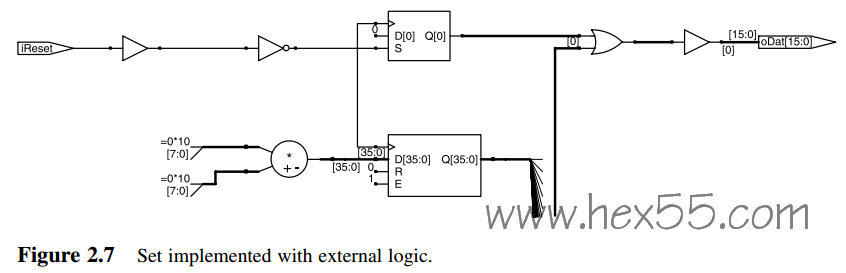 0
D[0] Q[0]
S
iReset
[0]
[15:0]
oDat[15:0]
[0]
=0*10
[7:0]
=0*10
[7:0]
*
+ -
[35:0]
[35:0]
0
1
D[35:0] Q[35:0]
R
E
www.hex55.com
Figure 2.7 Set implemented with external logic.